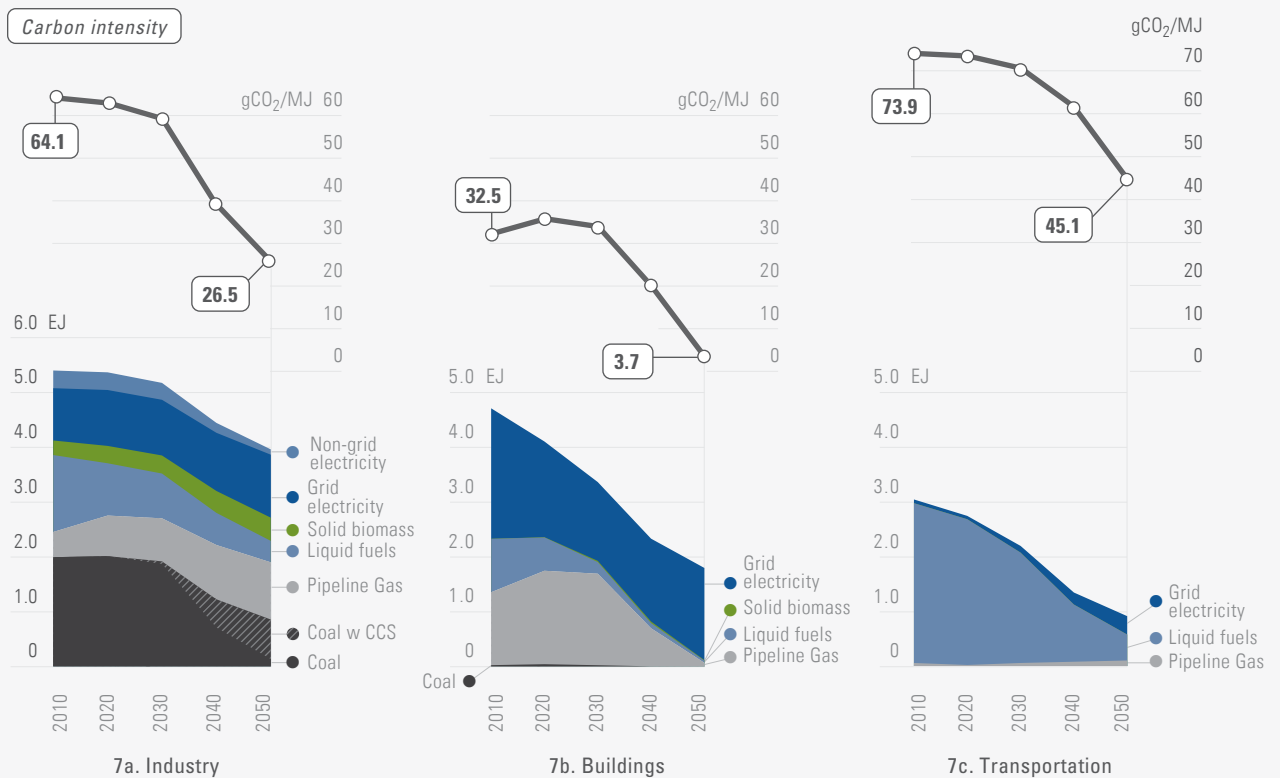 Carbon intensity
gCO₂/MJ
70
60
50
40
30
20
10
0
73.9
45.1
gCO₂/MJ 60
50
40
30
20
10
0
64.1
26.5
gCO₂/MJ 60
50
40
30
20
10
0
32.5
3.7
6.0 EJ
5.0
4.0
3.0
2.0
1.0
0
Non-grid
electricity
Grid
electricity
Solid biomass
Liquid fuels
Pipeline Gas
Coal w CCS
Coal
2010
2020
2030
2040
2050
7a. Industry
5.0 EJ
4.0
3.0
2.0
1.0
0
Grid
electricity
Solid biomass
Liquid fuels
Pipeline Gas
Coal
2010
2020
2030
2040
2050
7b. Buildings
5.0 EJ
4.0
3.0
2.0
1.0
0
Grid
electricity
Liquid fuels
Pipeline Gas
2010
2020
2030
2040
2050
7c. Transportation